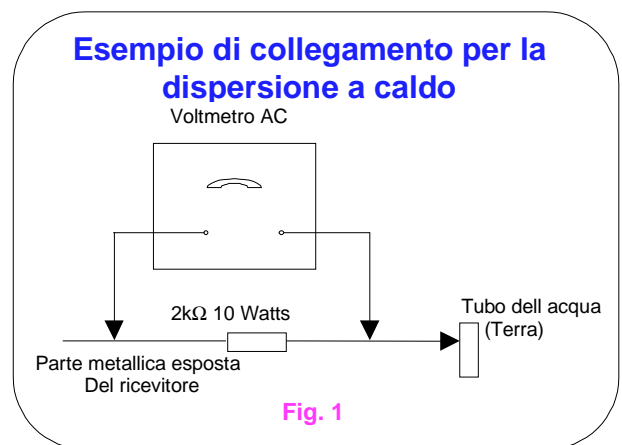 Esempio di collegamento per la
dispersione a caldo
Voltmetro AC
2kΩ 10 Watts
Tubo dell acqua
(Terra)
Parte metallica esposta
Del ricevitore
Fig. 1